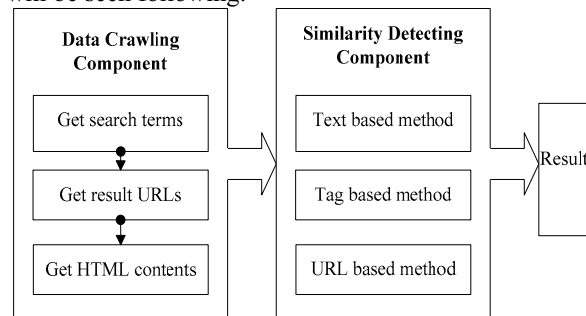 will be seen following:
Data Crawling
Component
Get search terms
Get result URLs
Get HTML contents
Similarity Detecting
Component
Text based method
Tag based method
URL based method
Result